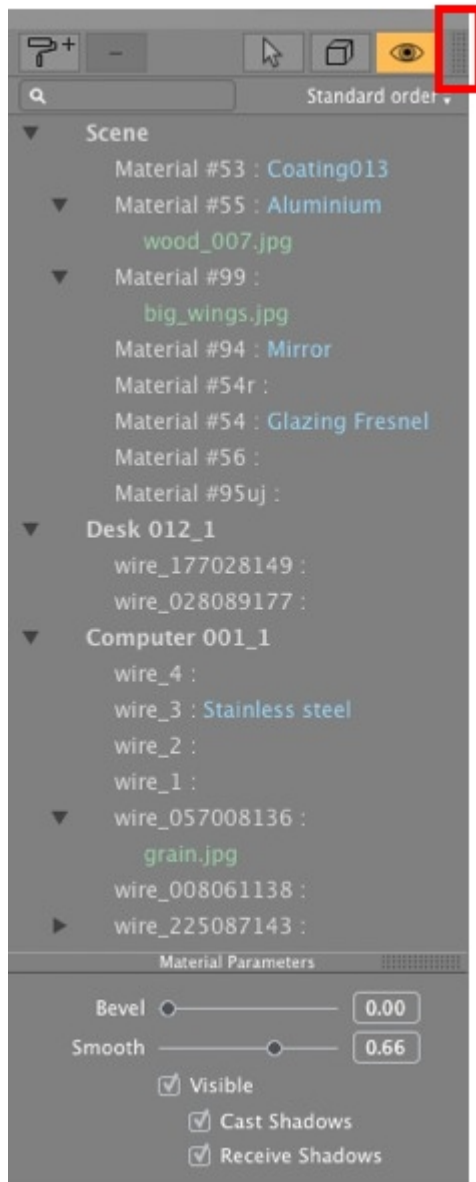 Standard order
Scene
Material #53 : Coating013
Material #55 : Aluminium
wood_007.jpg
Material #99 :
big_wings.jpg
Material #94 : Mirror
Material #54r :
Material #54 : Glazing Fresnel
Material #56 :
Material #95uj :
Desk 012_1
wire_177028149 :
wire_028089177 :
Computer 001_1
wire_4 :
wire_3 : Stainless steel
wire_2 :
wire_1 :
wire_057008136 :
grain.jpg
wire_008061138 :
wire_225087143 :
Material Parameters
Bevel 0.00
Smooth 0.66
Visible
Cast Shadows
Receive Shadows